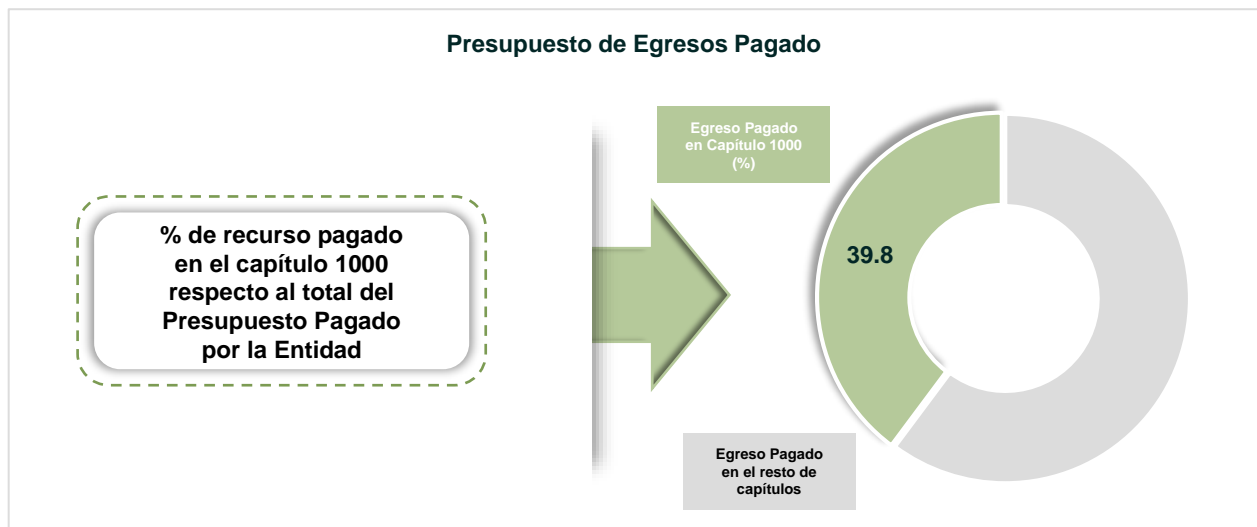 Presupuesto de Egresos Pagado
Egreso Pagado
en Capítulo 1000
(%)
% de recurso pagado
en el capítulo 1000
respecto al total del
Presupuesto Pagado
por la Entidad
39.8
Egreso Pagado
en el resto de
capítulos